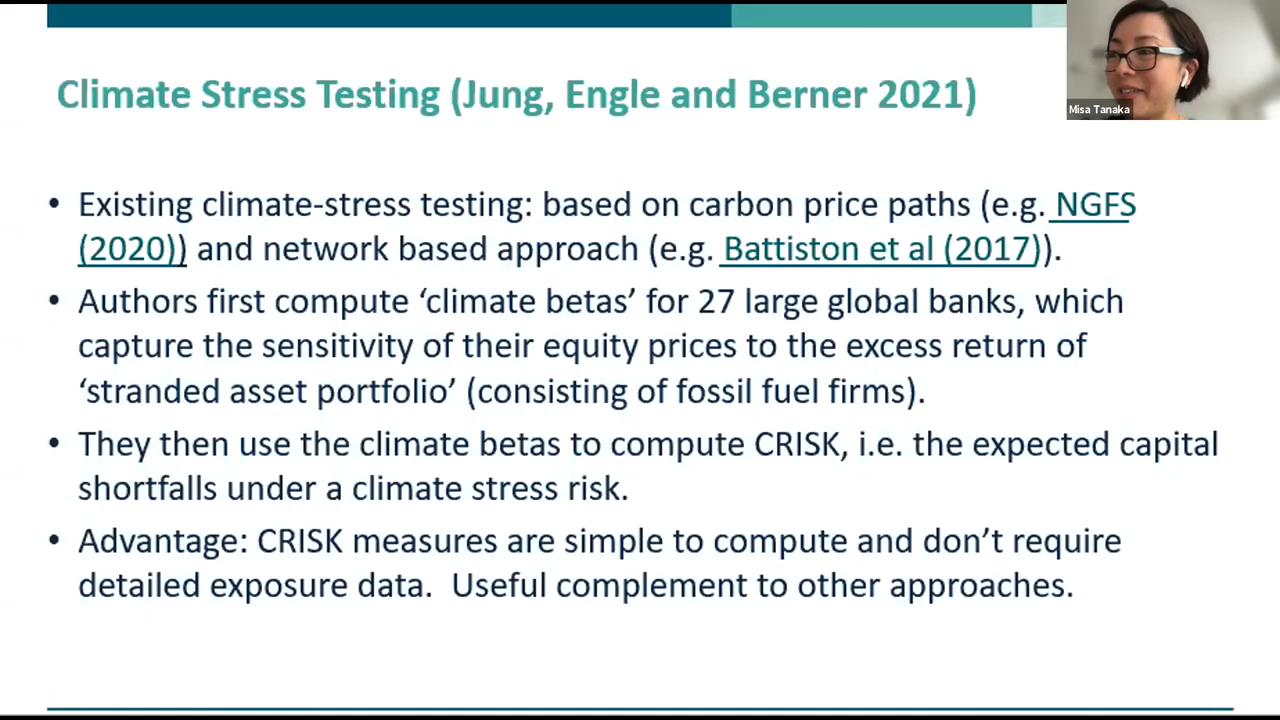 Climate Stress Testing (Jung, Engle and Berner 2021)
Misa Tanaka
• Existing climate-stress testing: based on carbon price paths (e.g. NGFS
(2020)) and network based approach (e.g. Battiston et al (2017)).
• Authors first compute ‘climate betas’ for 27 large global banks, which
capture the sensitivity of their equity prices to the excess return of
‘stranded asset portfolio’ (consisting of fossil fuel firms).
• They then use the climate betas to compute CRISK, i.e. the expected capital
shortfalls under a climate stress risk.
• Advantage: CRISK measures are simple to compute and don’t require
detailed exposure data.  Useful complement to other approaches.